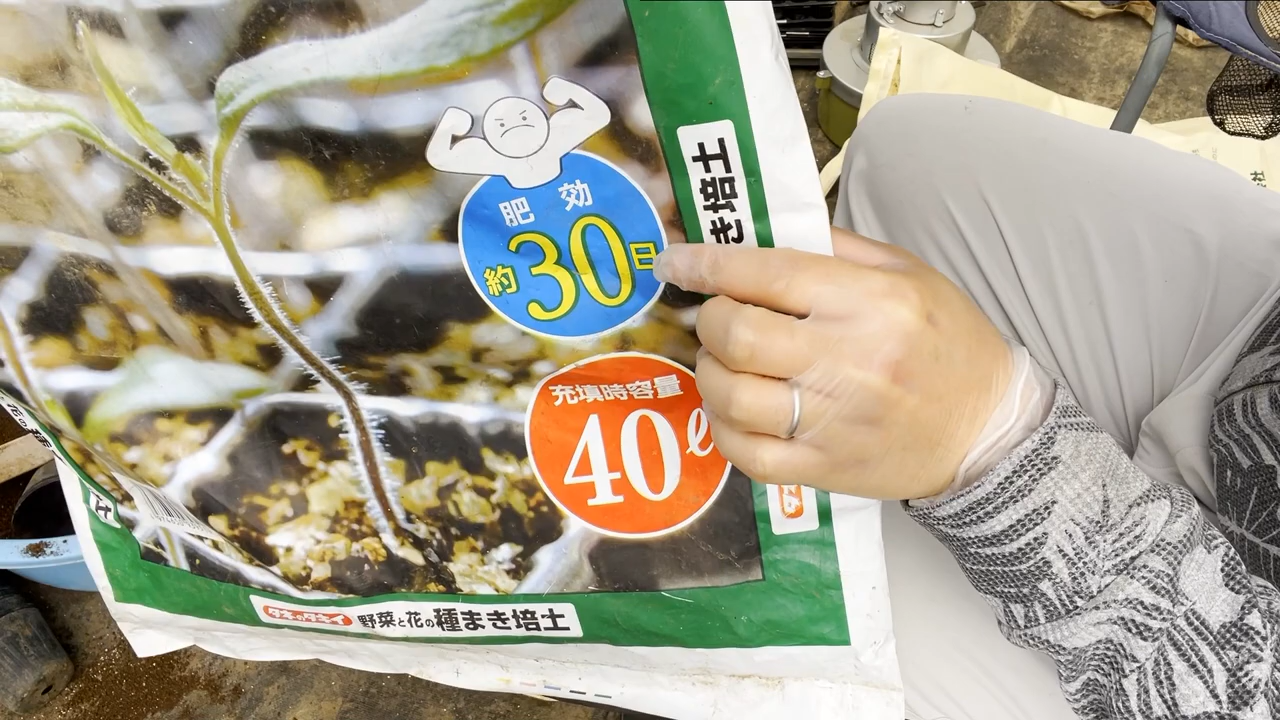 き培土
肥効
約30日
充填時容量
40ℓ
タネのタキイ 野菜と花の種まき培土